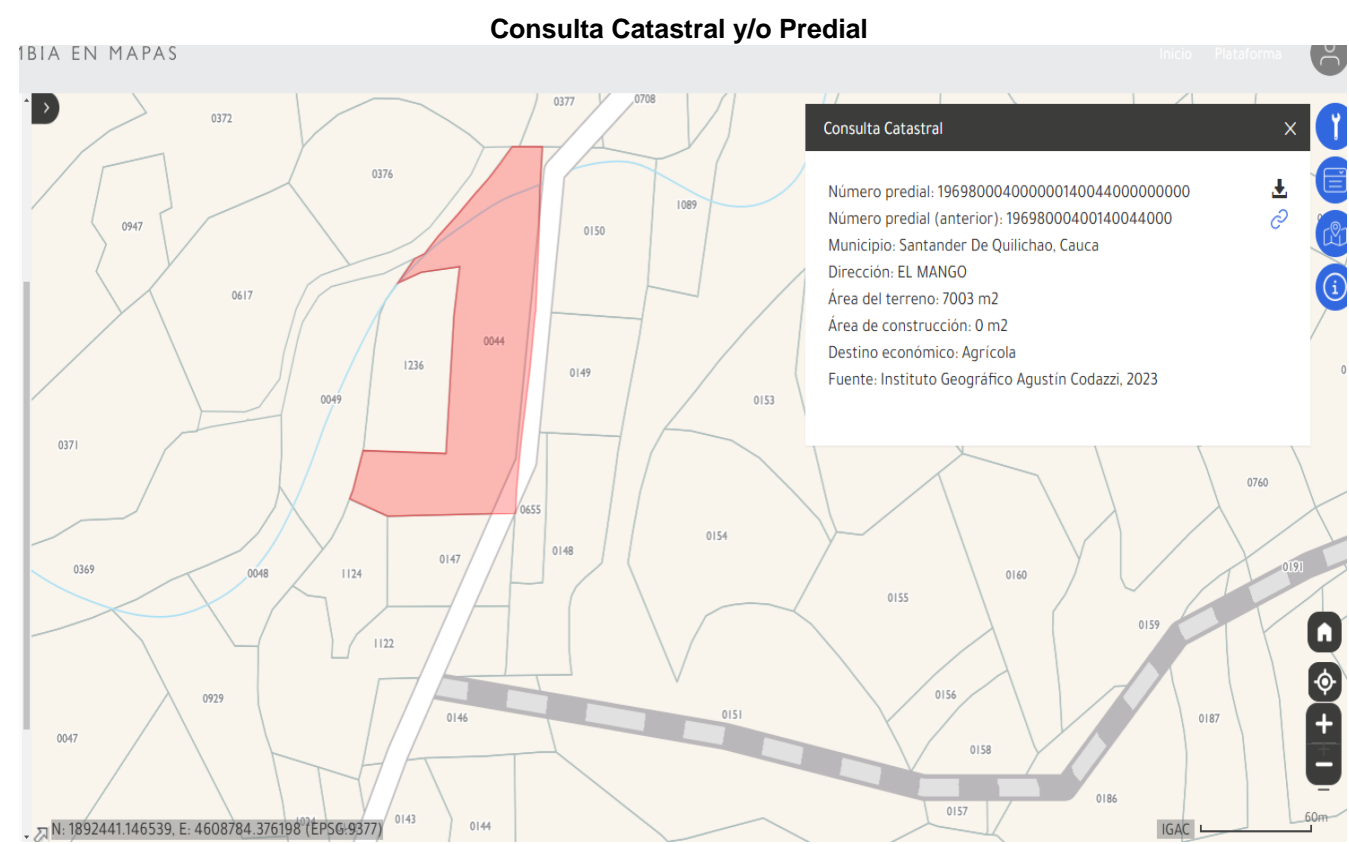 Consulta Catastral y/o Predial
1BIA EN MAPAS
Inicio Plataforma
0377
0708
0372
0376
1089
0947
0150
0617
0044
1236
0149
0049
0153
0371
0655
0154
0147
0148
0369
0048
1124
0160
0155
0760
0191
0159
1122
0929
0156
0146
0151
0187
0047
0158
0186
0157
0143
0144
Consulta Catastral X
Número predial: 196980004000000140044000000000
Número predial (anterior): 19698000400140044000
Municipio: Santander De Quilichao, Cauca
Dirección: EL MANGO
Área del terreno: 7003 m2
Área de construcción: 0 m2
Destino económico: Agrícola
Fuente: Instituto Geográfico Agustín Codazzi, 2023
N: 1892441.146539, E: 4608784.376198 (EPSG:9377)
IGAC
60m